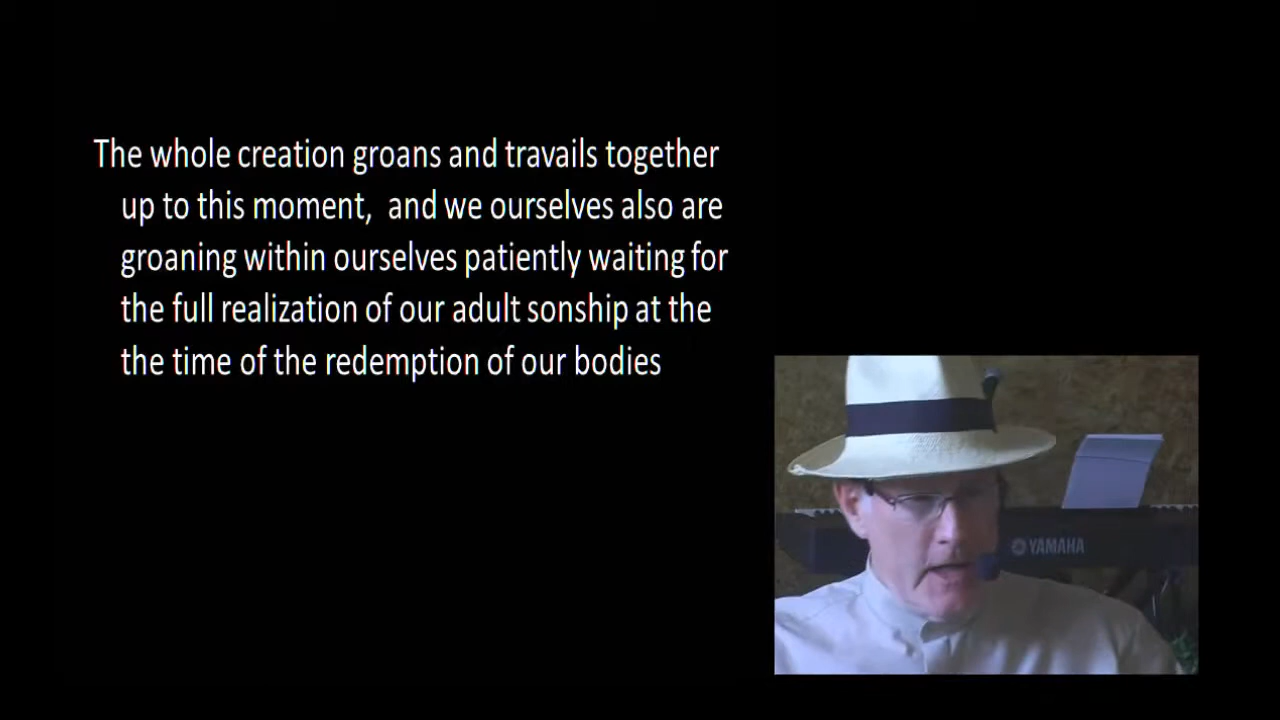 The whole creation groans and travails together
up to this moment,  and we ourselves also are
groaning within ourselves patiently waiting for
the full realization of our adult sonship at the
the time of the redemption of our bodies
YAMAHA